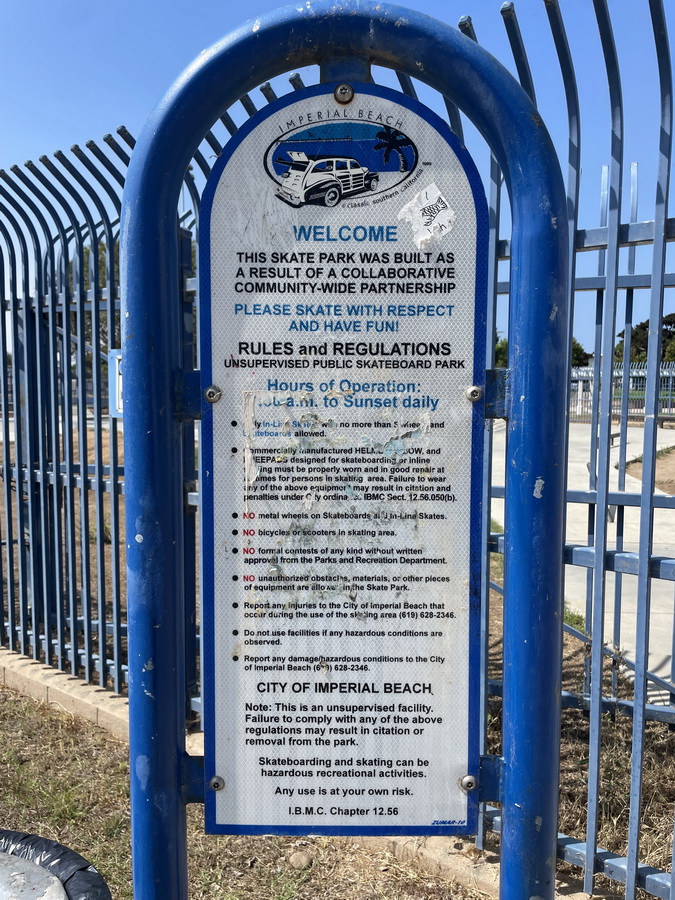 IMPERIAL BEACH
classic southern California
WELCOME
THIS SKATE PARK WAS BUILT AS
A RESULT OF A COLLABORATIVE
COMMUNITY-WIDE PARTNERSHIP
PLEASE SKATE WITH RESPECT
AND HAVE FUN!
RULES and REGULATIONS
UNSUPERVISED PUBLIC SKATEBOARD PARK
Hours of Operation:
a.m. to Sunset daily
In-Line with no more than and
allowed.
and
designed for skateboarding or inline
must be properly worn and in good repair at
for persons in skating area. Failure to wear
of the above equipment may result in citation and
penalties under IBMC Sect. 12.56.050(b).
NO metal wheels on Skateboards In-Line Skates.
NO bicycles or scooters in skating area.
NO formal contests of any kind without written
approval from the Parks and Recreation Department.
NO unauthorized obstacles, materials, or other pieces
of equipment are in the Skate Park.
Report any injuries to the City of Imperial Beach that
occur during the use of the skating area (619) 628-2346.
Do not use facilities if any hazardous conditions are
observed.
Report any damage/hazardous conditions to the City
of Imperial Beach 628-2346.
CITY OF IMPERIAL BEACH
Note: This is an unsupervised facility.
Failure to comply with any of the above
regulations may result in citation or
removal from the park.
Skateboarding and skating can be
hazardous recreational activities.
Any use is at your own risk.
I.B.M.C. Chapter 12.56
ZUMAR-10